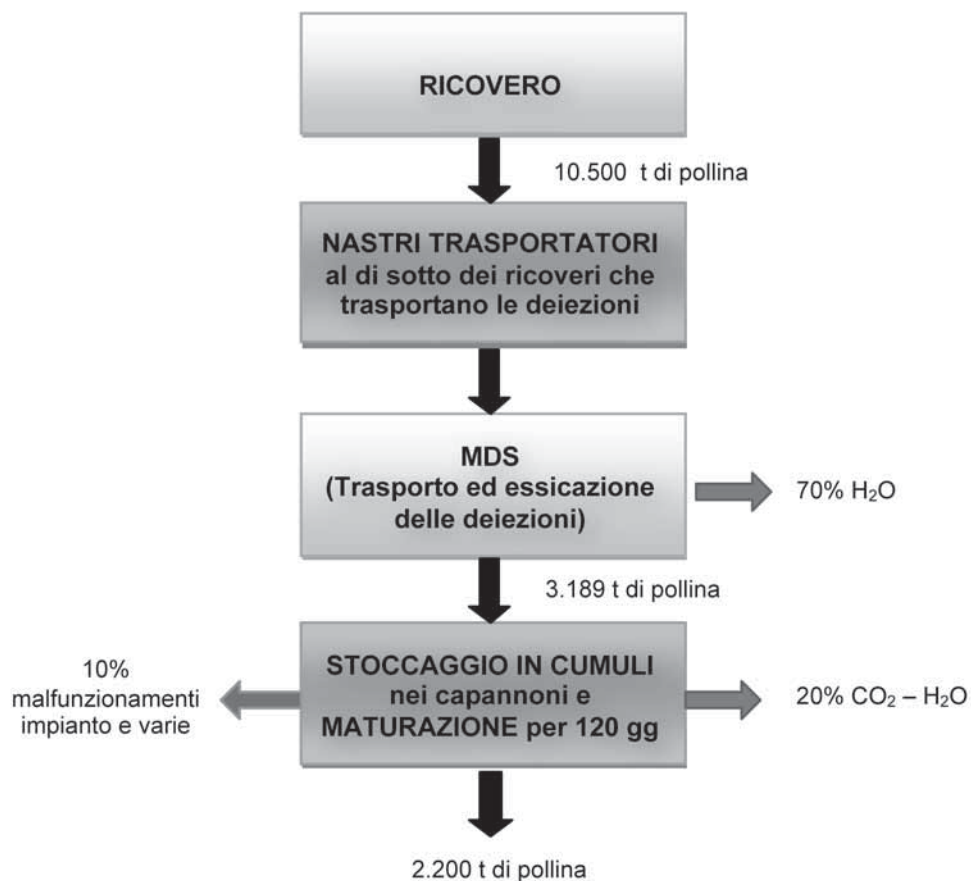 RICOVERO
10.500 t di pollina
NASTRI TRASPORTATORI
al di sotto dei ricoveri che
trasportano le deiezioni
MDS
(Trasporto ed essicazione
delle deiezioni)
70% H₂O
3.189 t di pollina
10%
malfunzionamenti
impianto e varie
STOCCAGGIO IN CUMULI
nei capannoni e
MATURAZIONE per 120 gg
20% CO₂ – H₂O
2.200 t di pollina